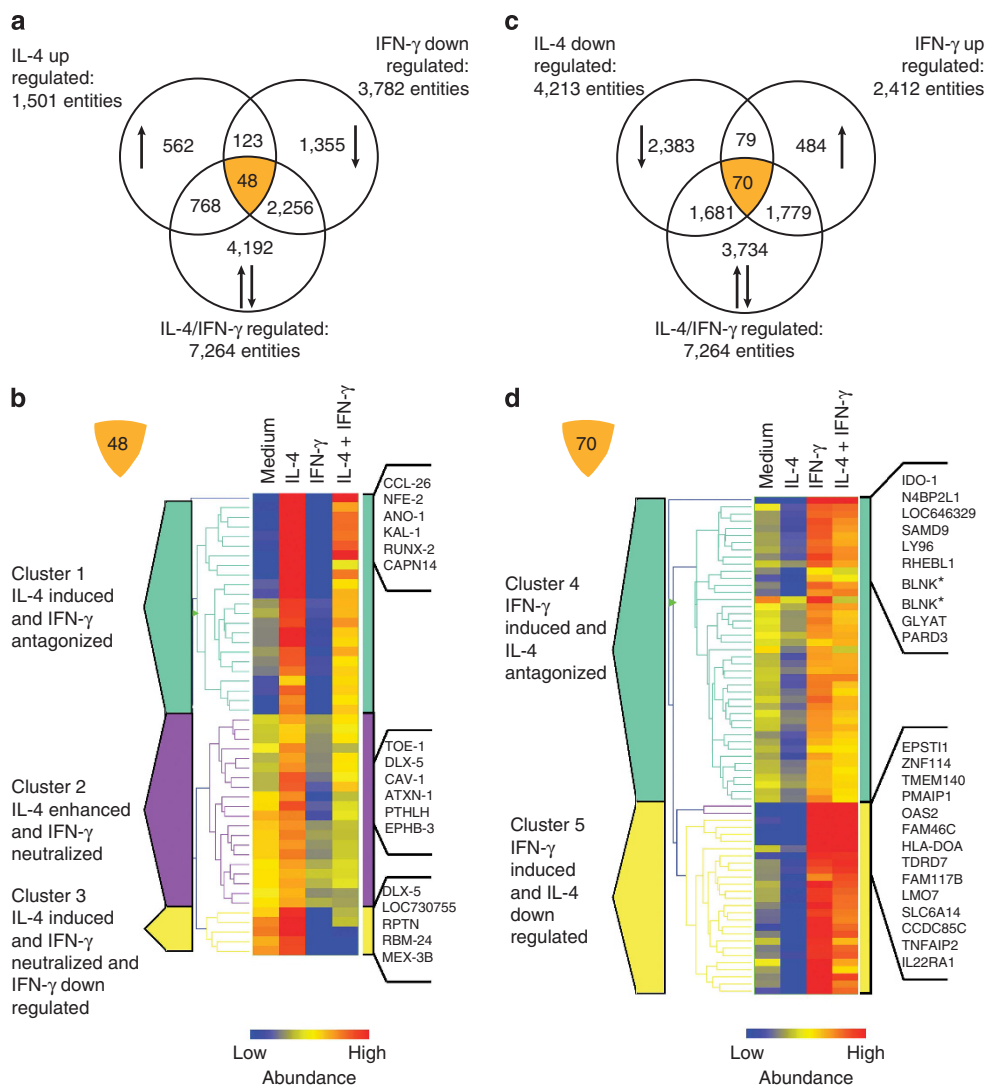 a
IL-4 up
regulated:
1,501 entities
IFN-γ down
regulated:
3,782 entities
562
123
1,355
48
768
2,256
4,192
IL-4/IFN-γ regulated:
7,264 entities
c
IL-4 down
regulated:
4,213 entities
IFN-γ up
regulated:
2,412 entities
2,383
79
484
70
1,681
1,779
3,734
IL-4/IFN-γ regulated:
7,264 entities
b
48
Medium
IL-4
IFN-γ
IL-4 + IFN-γ
Cluster 1
IL-4 induced
and IFN-γ
antagonized
Cluster 2
IL-4 enhanced
and IFN-γ
neutralized
Cluster 3
IL-4 induced
and IFN-γ
neutralized and
IFN-γ down
regulated
CCL-26
NFE-2
ANO-1
KAL-1
RUNX-2
CAPN14
TOE-1
DLX-5
CAV-1
ATXN-1
PTHLH
EPHB-3
DLX-5
LOC730755
RPTN
RBM-24
MEX-3B
Low
High
Abundance
d
70
Medium
IL-4
IFN-γ
IL-4 + IFN-γ
Cluster 4
IFN-γ
induced and
IL-4
antagonized
Cluster 5
IFN-γ
induced
and IL-4
down
regulated
IDO-1
N4BP2L1
LOC646329
SAMD9
LY96
RHEBL1
BLNK*
BLNK*
GLYAT
PARD3
EPSTI1
ZNF114
TMEM140
PMAIP1
OAS2
FAM46C
HLA-DOA
TDRD7
FAM117B
LMO7
SLC6A14
CCDC85C
TNFAIP2
IL22RA1
Low
High
Abundance